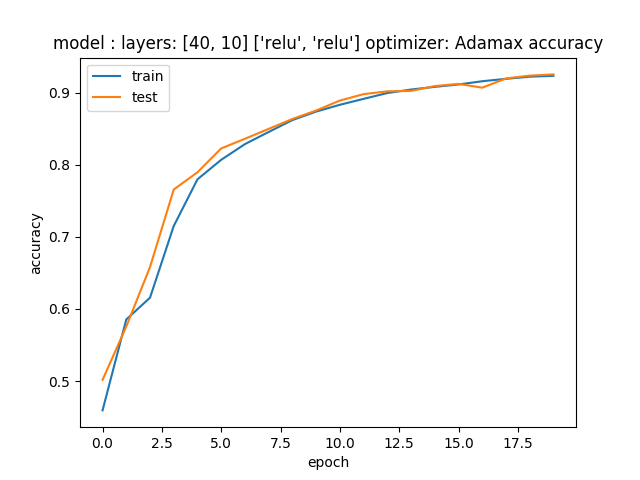 model : layers: [40, 10] ['relu', 'relu'] optimizer: Adamax accuracy
train
test
0.9
0.8
0.7
0.6
0.5
accuracy
0.0 2.5 5.0 7.5 10.0 12.5 15.0 17.5
epoch